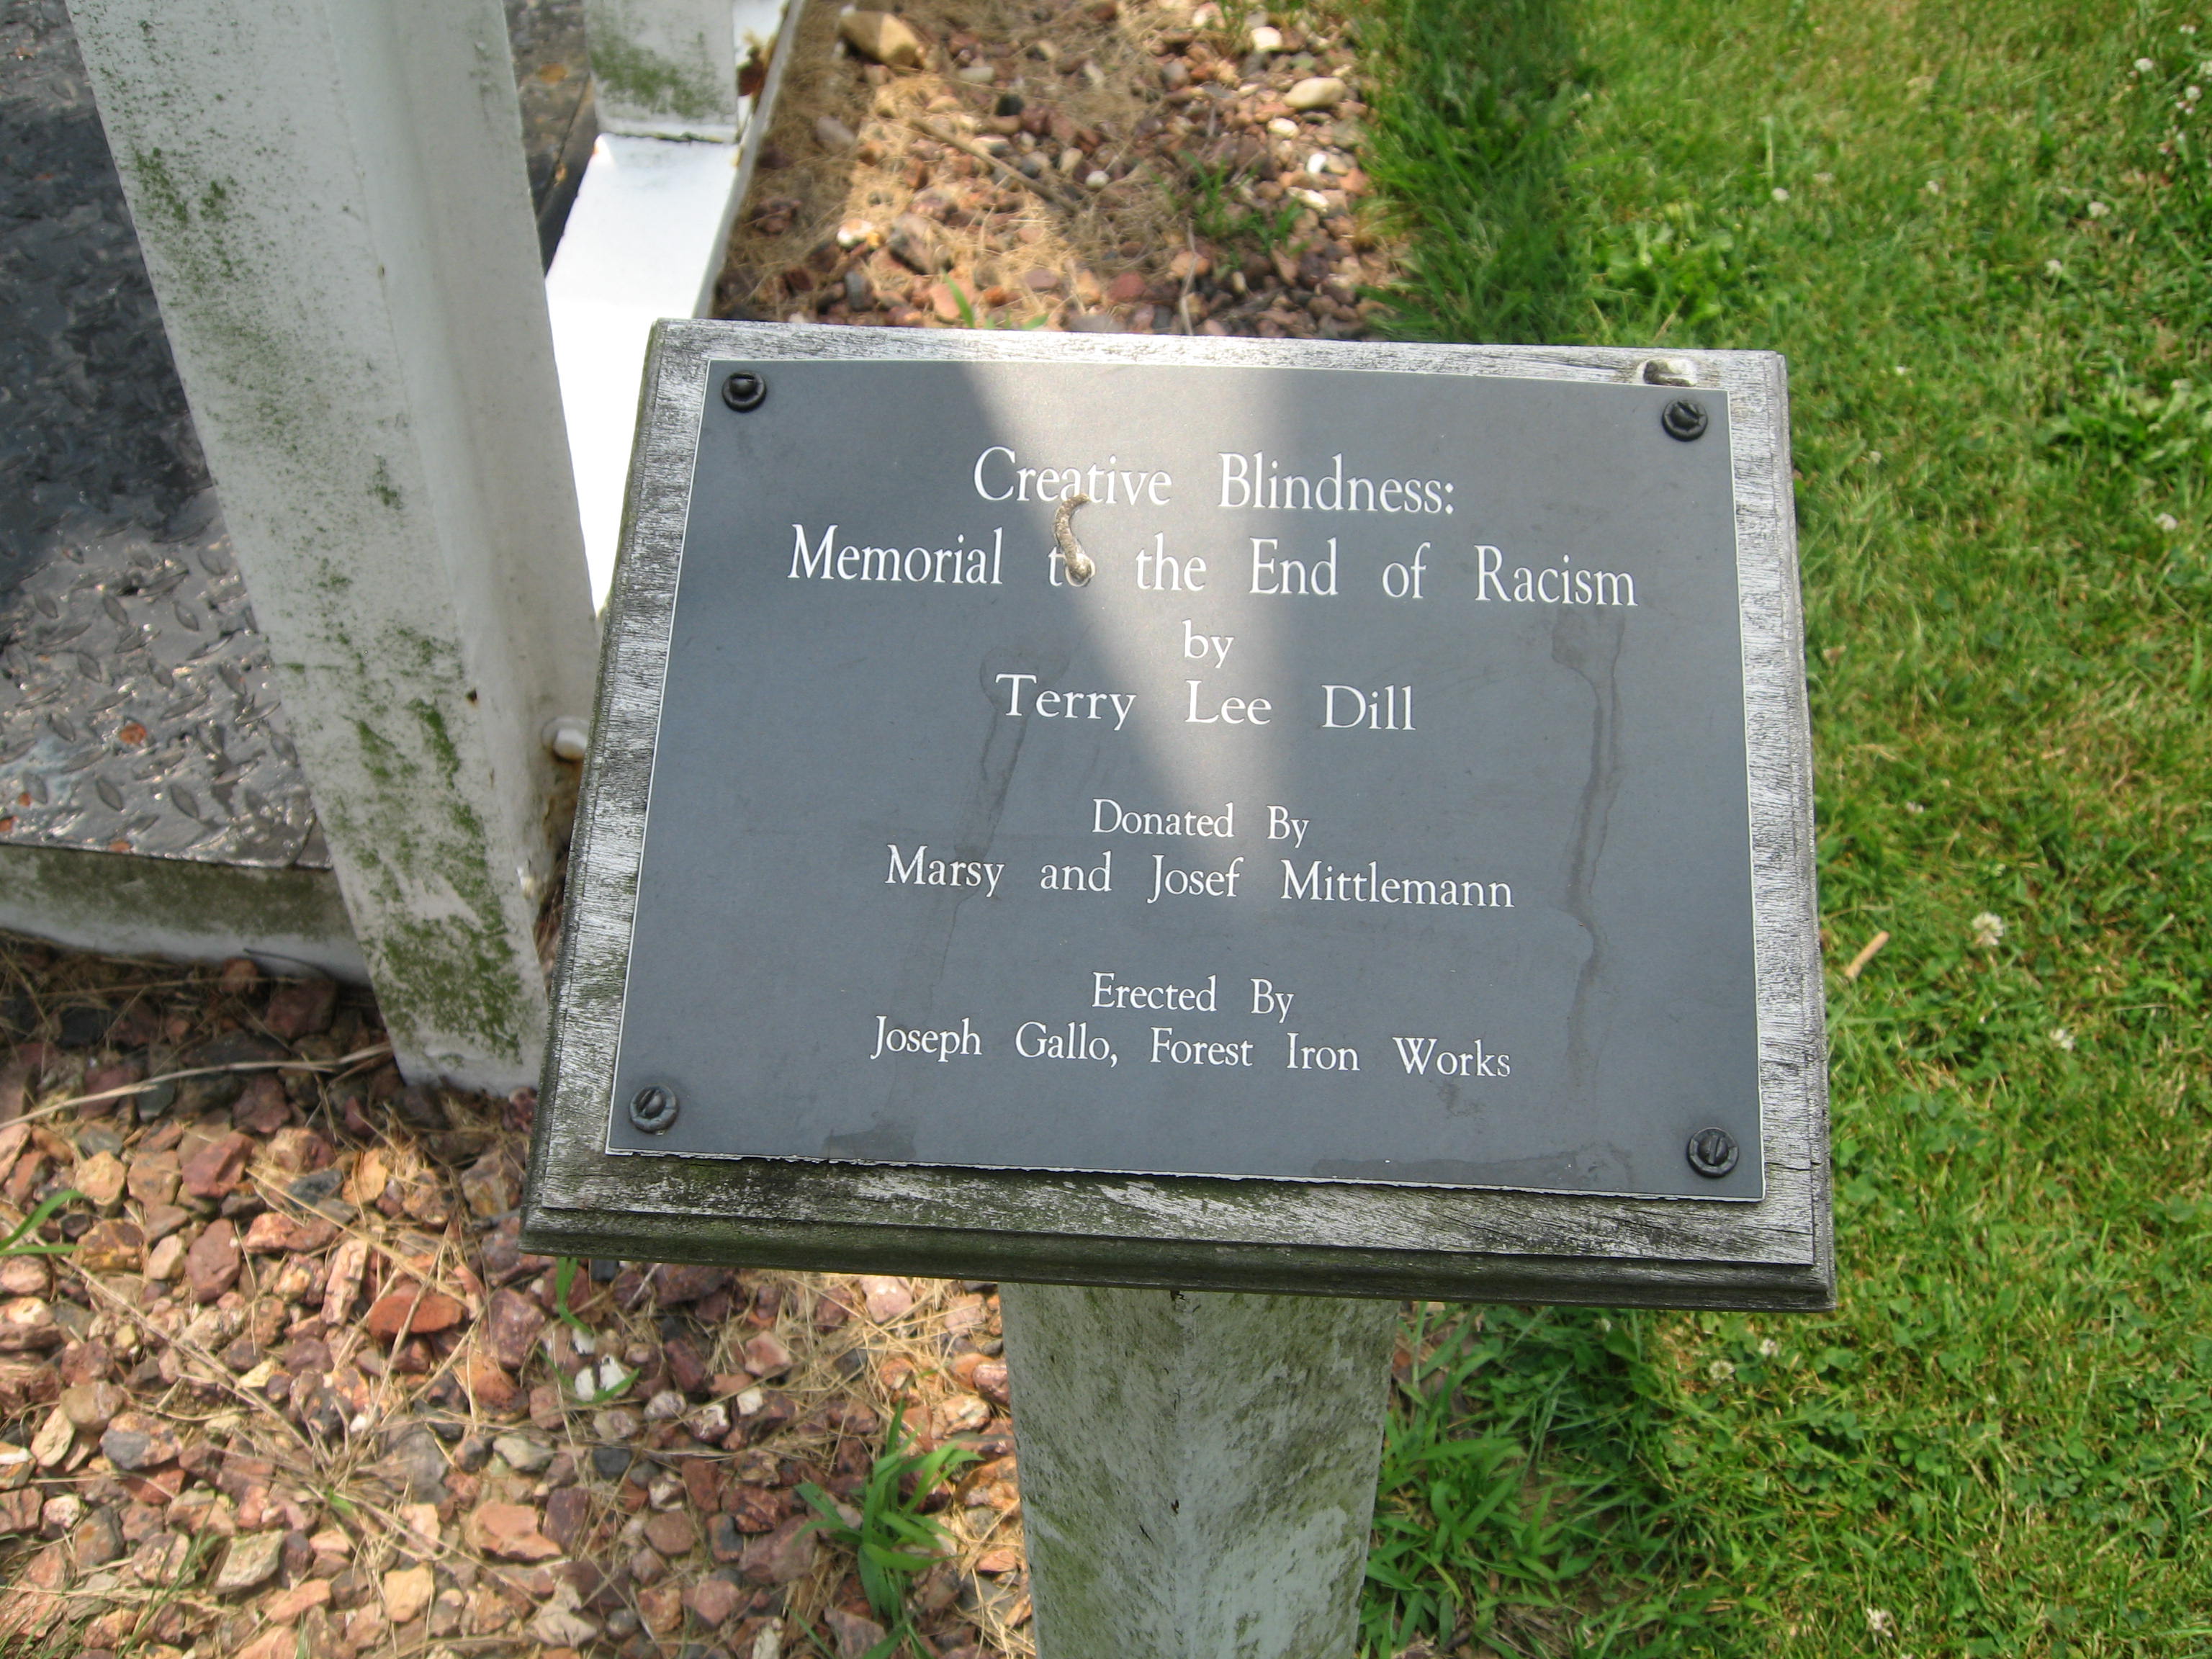 Creative Blindness:
Memorial to the End of Racism
by
Terry Lee Dill
Donated By
Marsy and Josef Mittlemann
Erected By
Joseph Gallo, Forest Iron Works